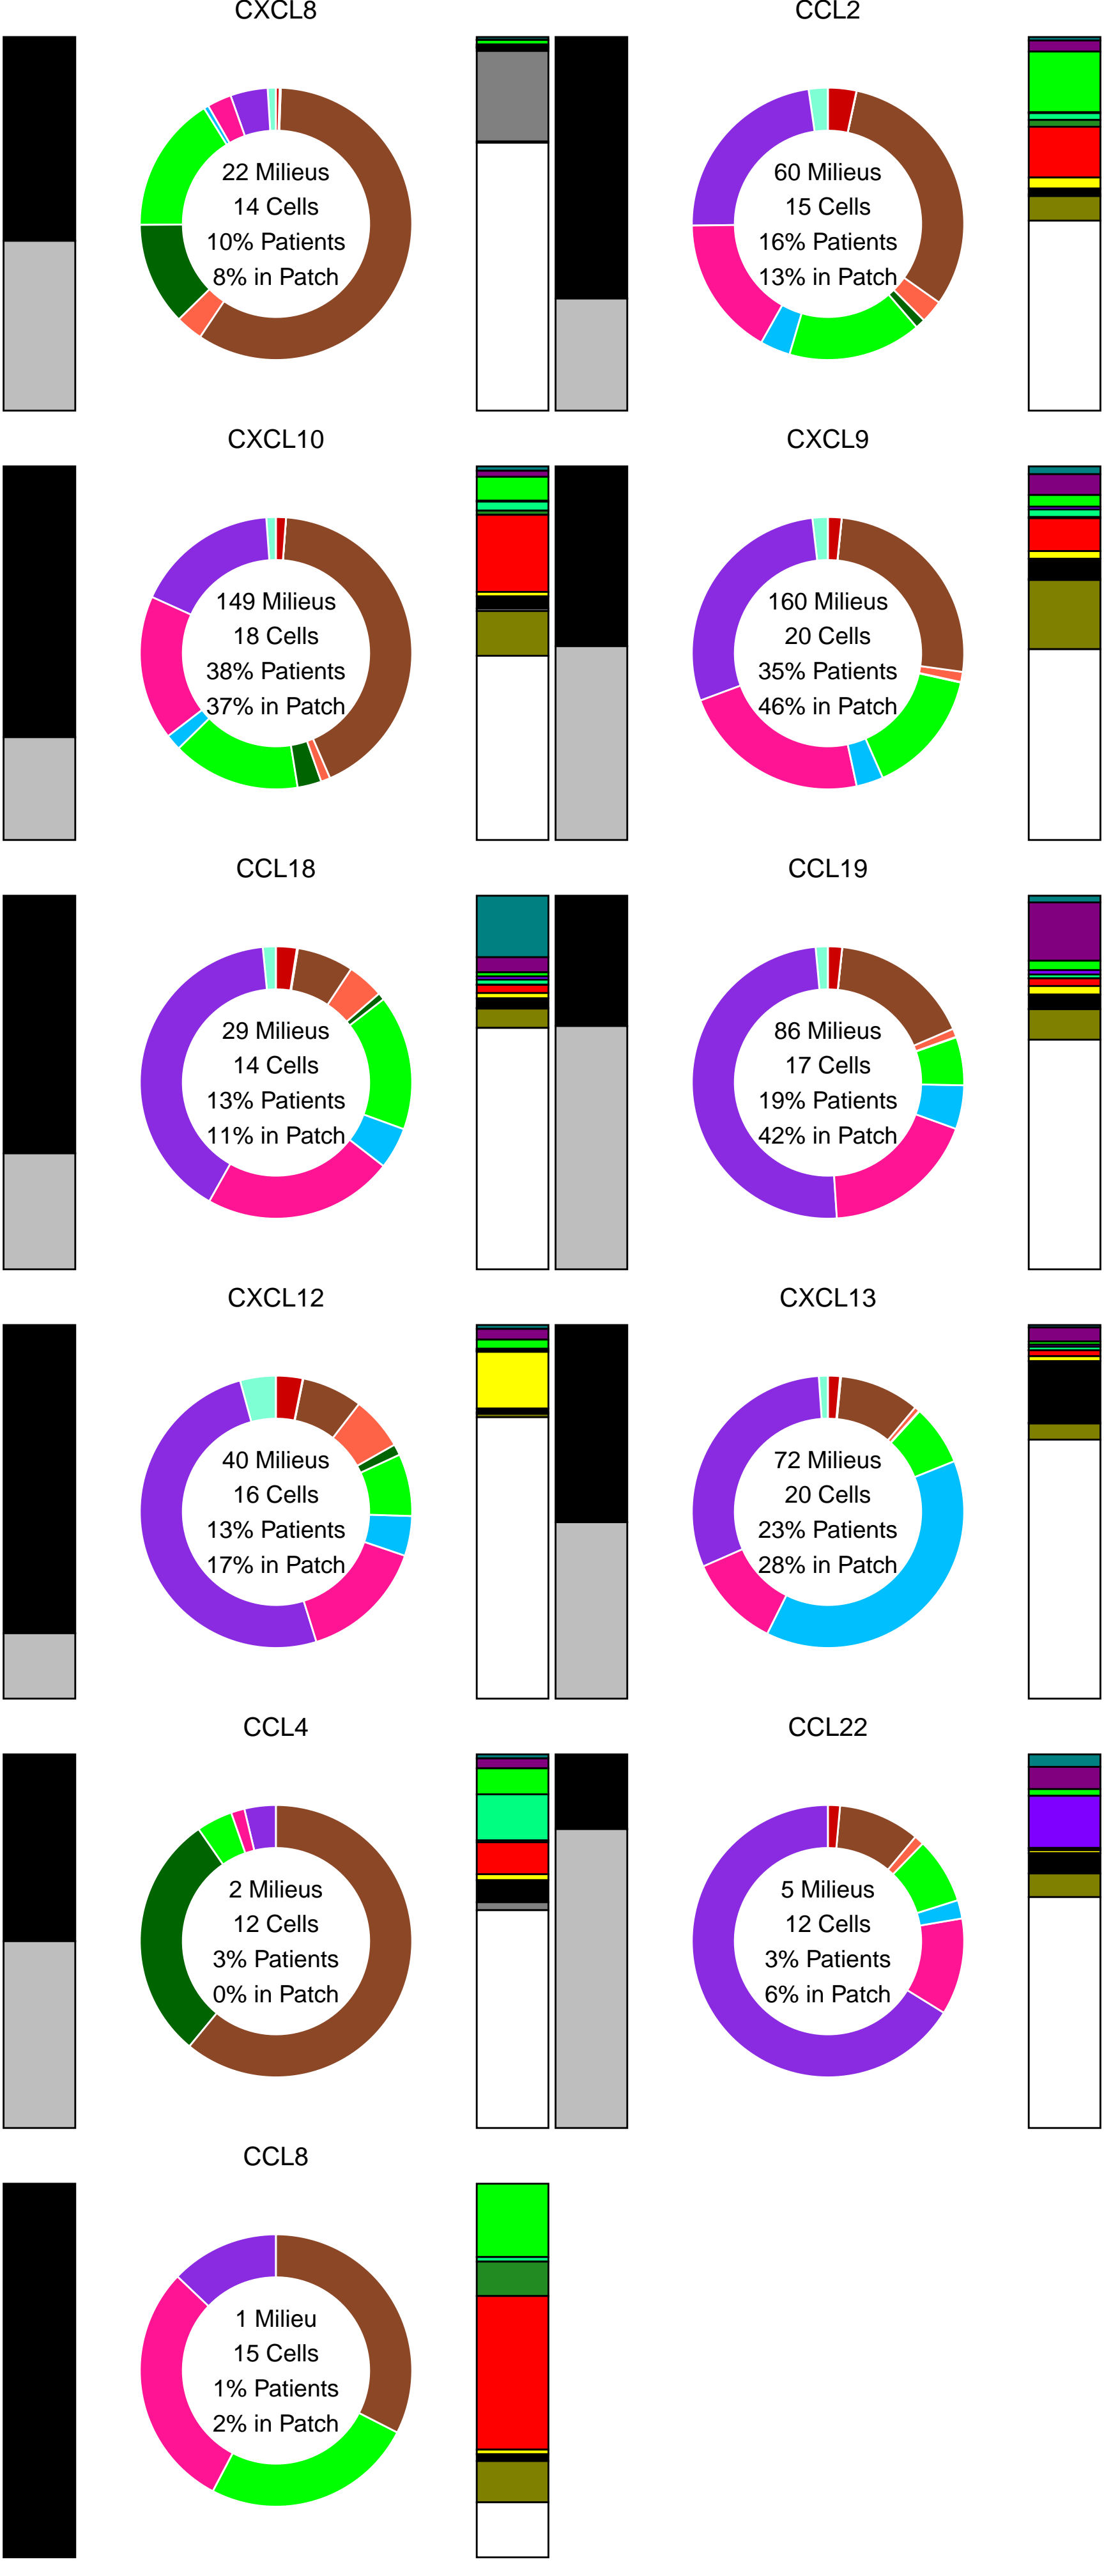 CXCL8
22 Milieus
14 Cells
10% Patients
8% in Patch
CCL2
60 Milieus
15 Cells
16% Patients
13% in Patch
CXCL10
149 Milieus
18 Cells
38% Patients
37% in Patch
CXCL9
160 Milieus
20 Cells
35% Patients
46% in Patch
CCL18
29 Milieus
14 Cells
13% Patients
11% in Patch
CCL19
86 Milieus
17 Cells
19% Patients
42% in Patch
CXCL12
40 Milieus
16 Cells
13% Patients
17% in Patch
CXCL13
72 Milieus
20 Cells
23% Patients
28% in Patch
CCL4
2 Milieus
12 Cells
3% Patients
0% in Patch
CCL22
5 Milieus
12 Cells
3% Patients
6% in Patch
CCL8
1 Milieu
15 Cells
1% Patients
2% in Patch